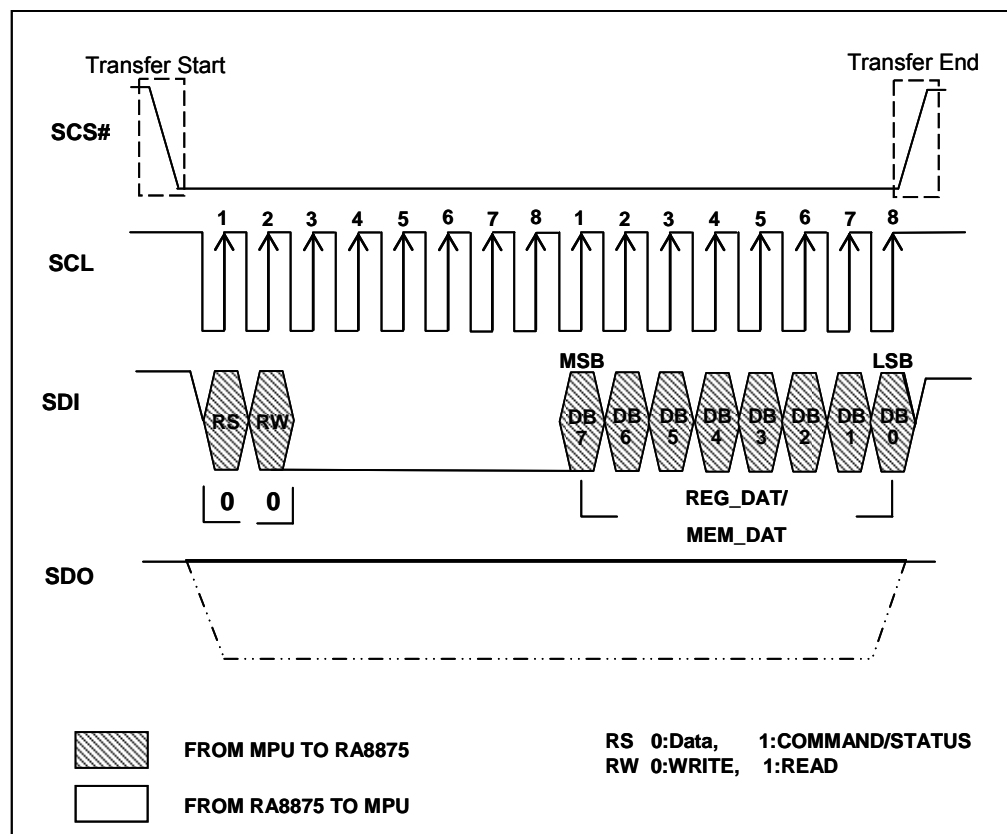 Transfer Start Transfer End
SCS#
1 2 3 4 5 6 7 8 1 2 3 4 5 6 7 8
SCL
MSB LSB
SDI
RS RW DB 7 DB 6 DB 5 DB 4 DB 3 DB 2 DB 1 DB 0
0 0
REG_DAT/
MEM_DAT
SDO
FROM MPU TO RA8875
FROM RA8875 TO MPU
RS 0:Data, 1:COMMAND/STATUS
RW 0:WRITE, 1:READ